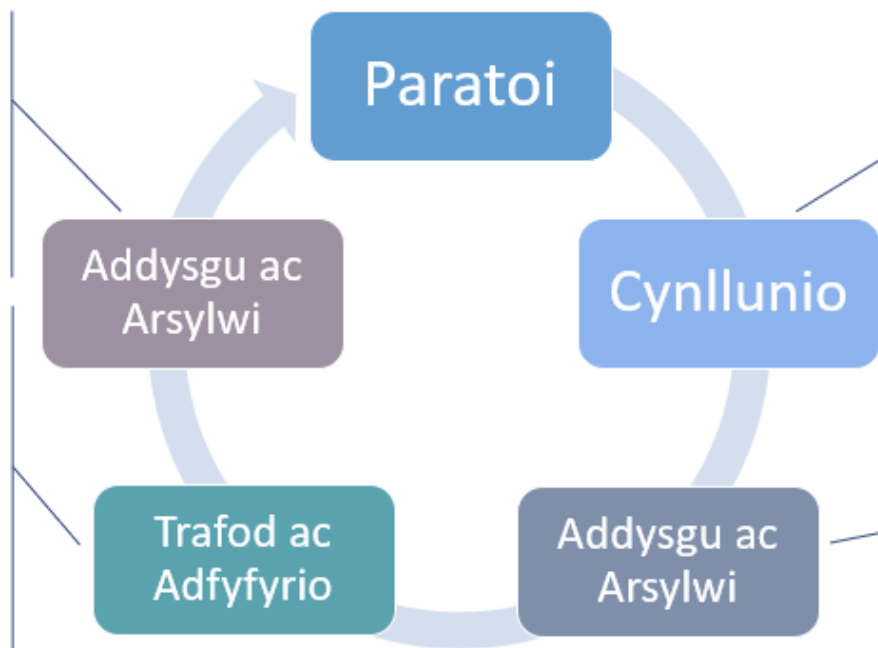 Paratoi
Cynllunio
Addysgu ac
Arsylwi
Trafod ac
Adfyfyrio
Addysgu ac
Arsylwi